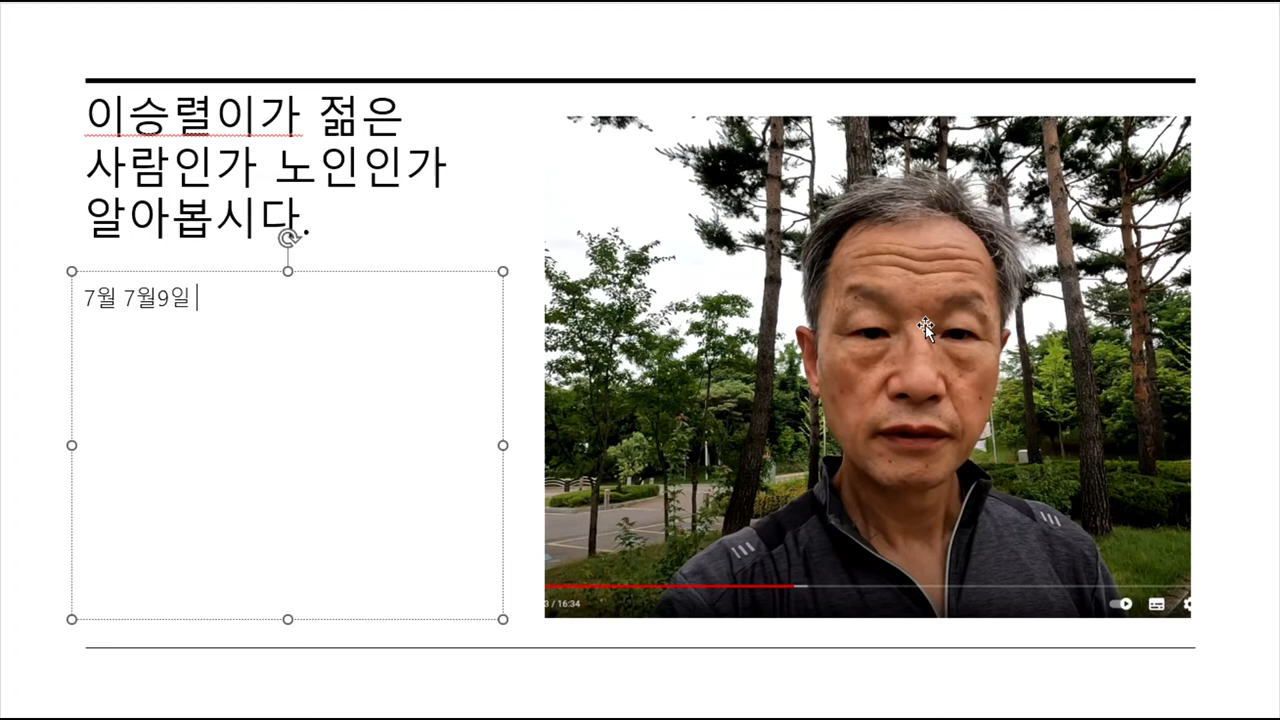 이승렬이가 젊은
사람인가 노인인가
알아봅시다.
7월 7월9일
3 / 16:34